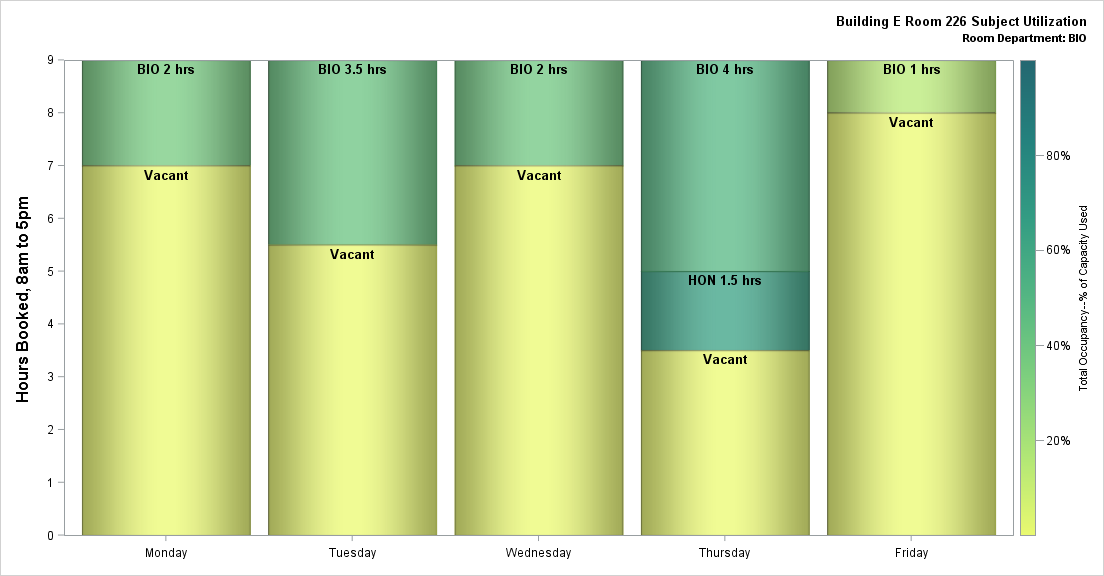 Building E Room 226 Subject Utilization
Room Department: BIO
Hours Booked, 8am to 5pm
9
8
7
6
5
4
3
2
1
0
BIO 2 hrs
Vacant
BIO 3.5 hrs
Vacant
BIO 2 hrs
Vacant
BIO 4 hrs
HON 1.5 hrs
Vacant
BIO 1 hrs
Vacant
Monday
Tuesday
Wednesday
Thursday
Friday
80%
60%
40%
20%
Total Occupancy--% of Capacity Used